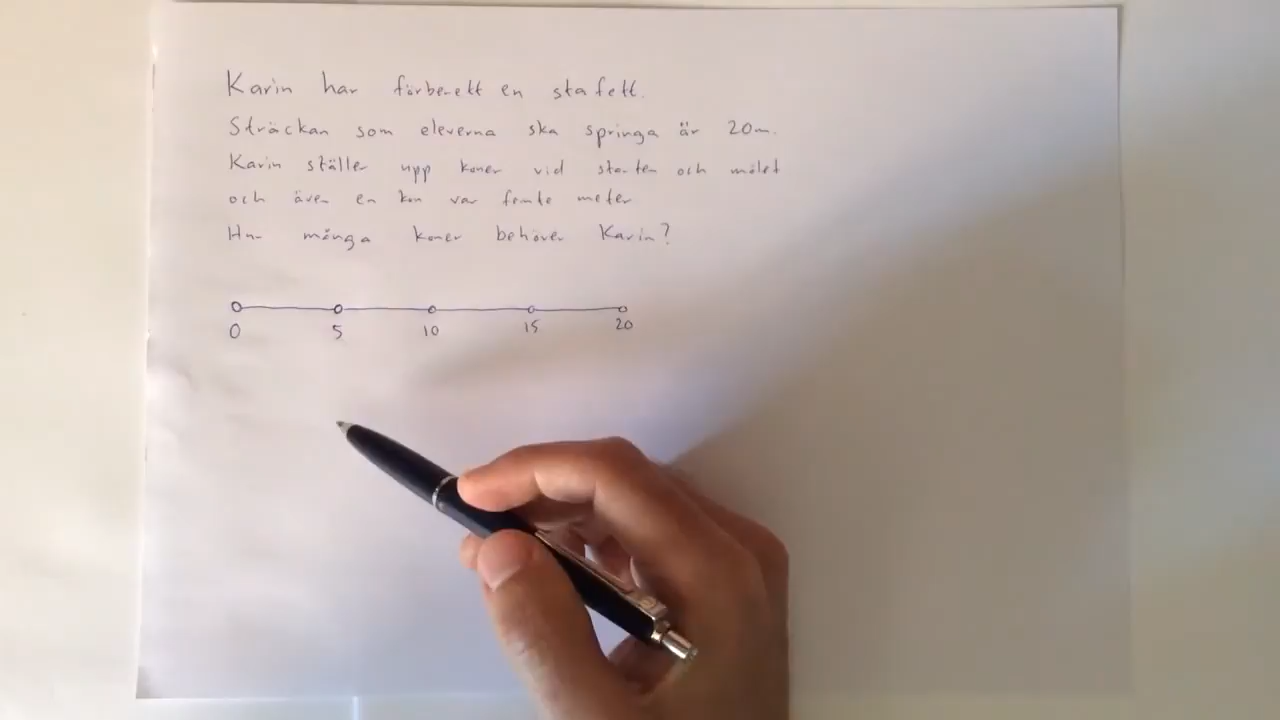 Karin har förberett en stafett.
Sträckan som eleverna ska springa är 20m.
Karin ställer upp koner vid starten och målet
och även en kon var femte meter
Hur många koner behöver Karin?
0 5 10 15 20